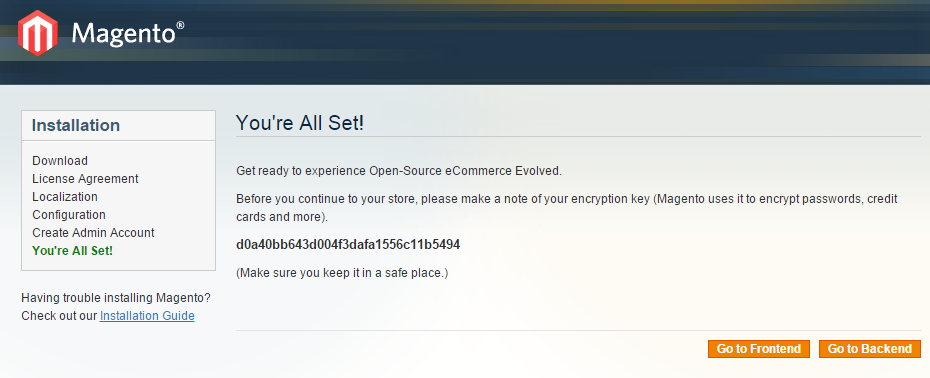 Magento®
Installation
Download
License Agreement
Localization
Configuration
Create Admin Account
You're All Set!
Having trouble installing Magento?
Check out our Installation Guide
You're All Set!
Get ready to experience Open-Source eCommerce Evolved.
Before you continue to your store, please make a note of your encryption key (Magento uses it to encrypt passwords, credit
cards and more).
d0a40bb643d004f3dafa1556c11b5494
(Make sure you keep it in a safe place.)
Go to Frontend
Go to Backend